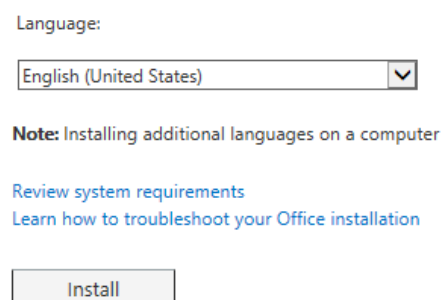 Language:
English (United States)
Note: Installing additional languages on a computer
Review system requirements
Learn how to troubleshoot your Office installation
Install